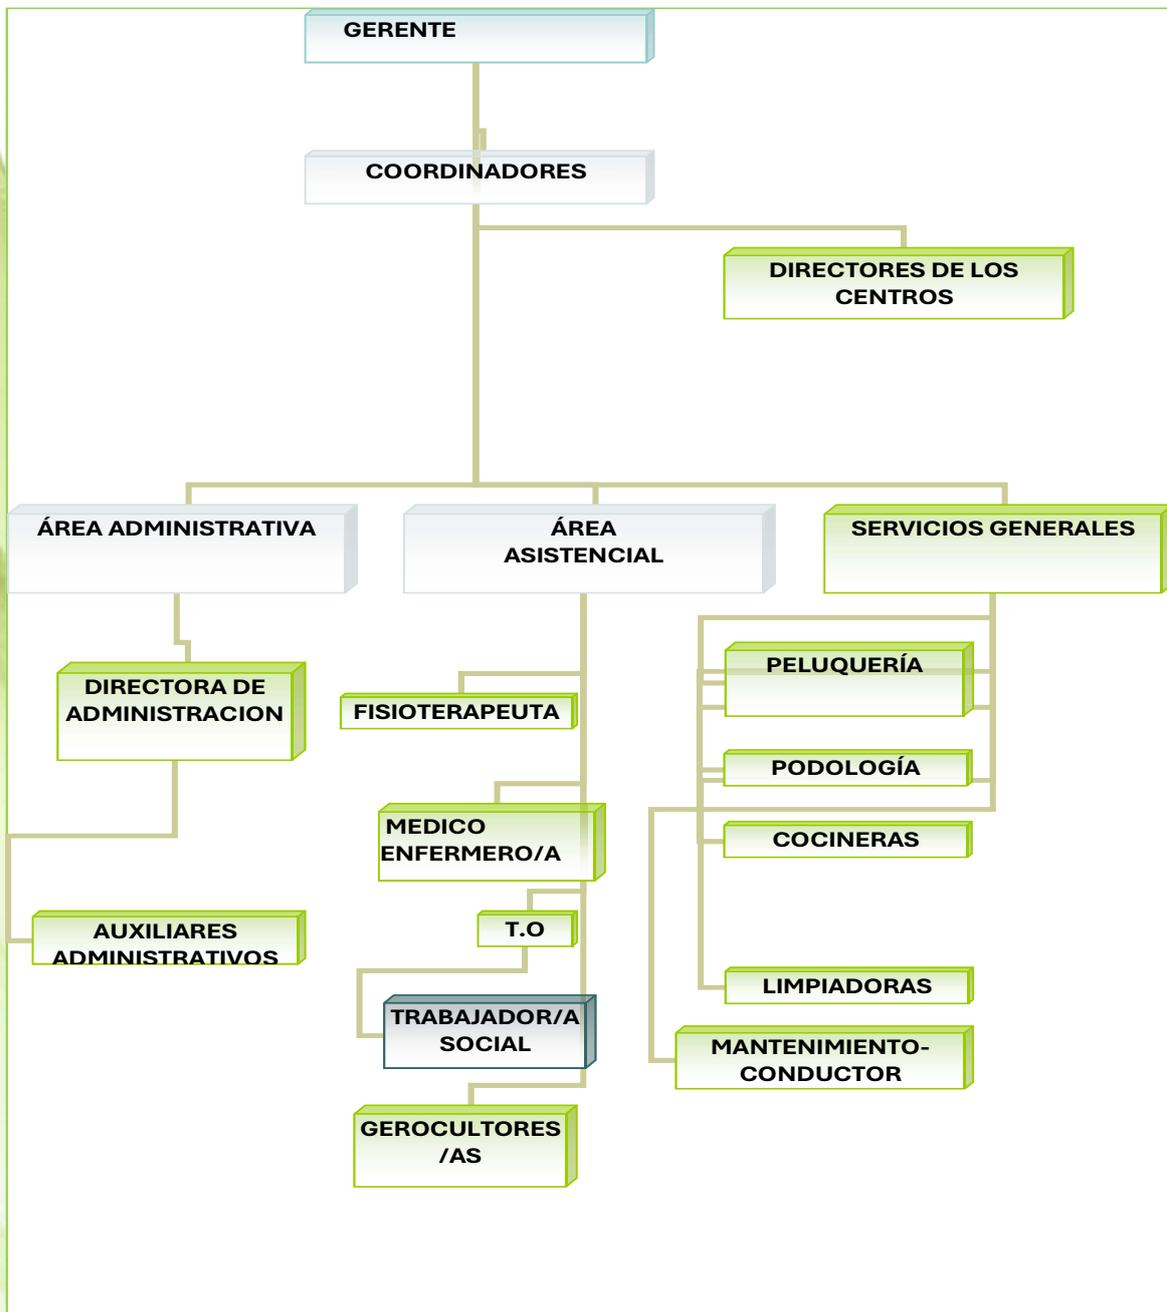 GERENTE
COORDINADORES
DIRECTORES DE LOS
CENTROS
ÁREA ADMINISTRATIVA
ÁREA
ASISTENCIAL
SERVICIOS GENERALES
DIRECTORA DE
ADMINISTRACION
AUXILIARES
ADMINISTRATIVOS
FISIOTERAPEUTA
MEDICO
ENFERMERO/A
T.O
TRABAJADOR/A
SOCIAL
GEROCULTORES
/AS
PELUQUERÍA
PODOLOGÍA
COCINERAS
LIMPIADORAS
MANTENIMIENTO-
CONDUCTOR